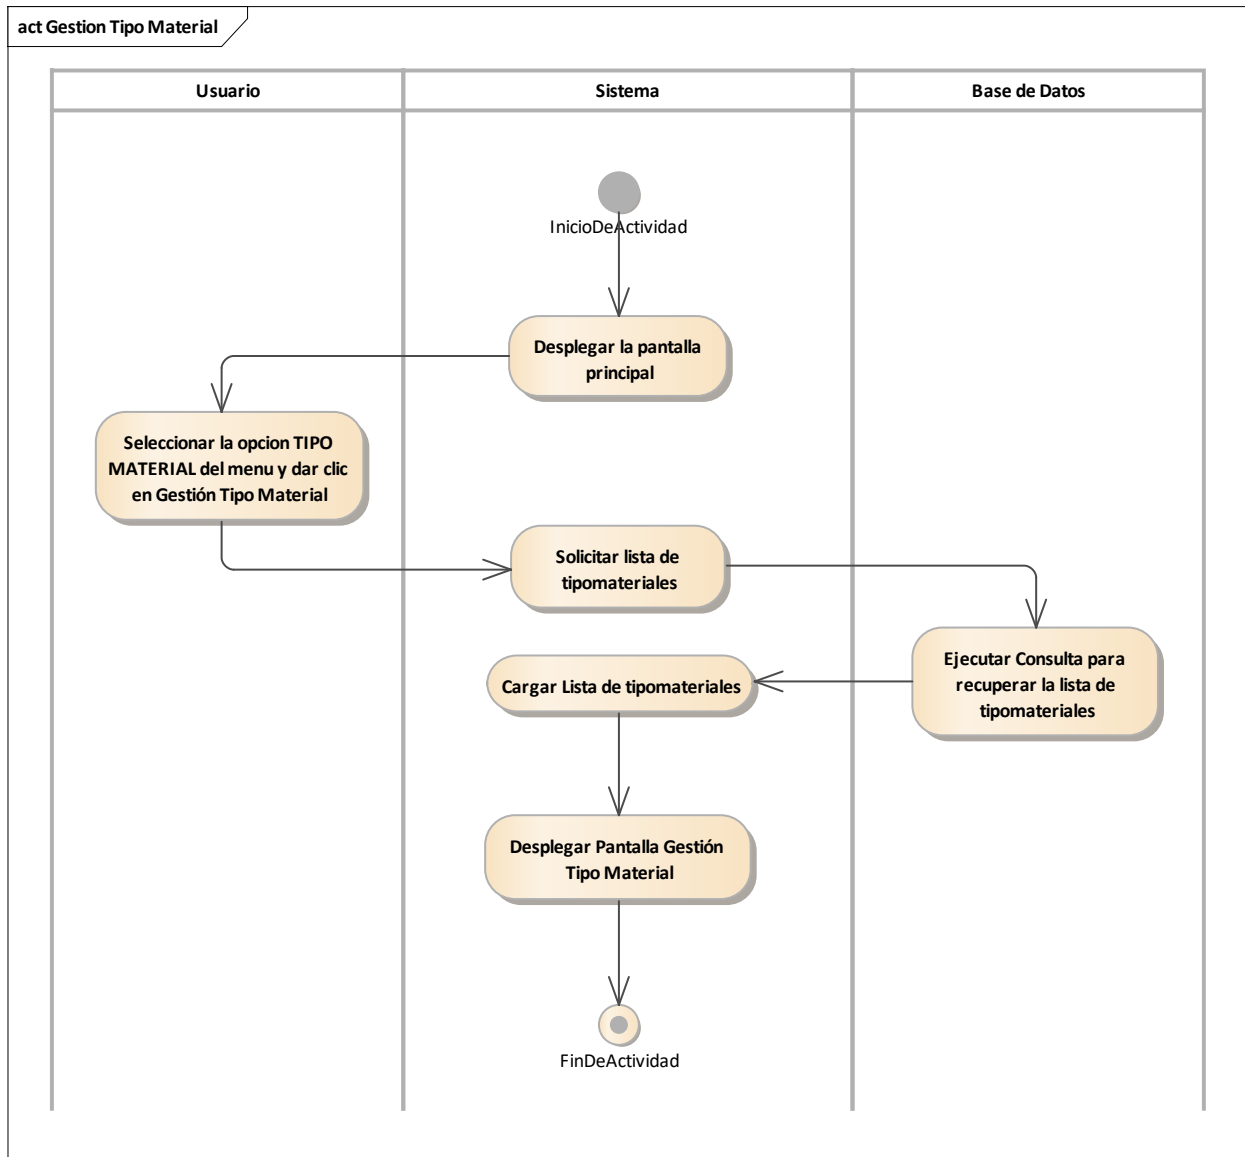 act Gestion Tipo Material
Usuario
Sistema
Base de Datos
InicioDeActividad
Desplegar la pantalla
principal
Seleccionar la opcion TIPO
MATERIAL del menu y dar clic
en Gestión Tipo Material
Solicitar lista de
tipomateriales
Ejecutar Consulta para
recuperar la lista de
tipomateriales
Cargar Lista de tipomateriales
Desplegar Pantalla Gestión
Tipo Material
FinDeActividad